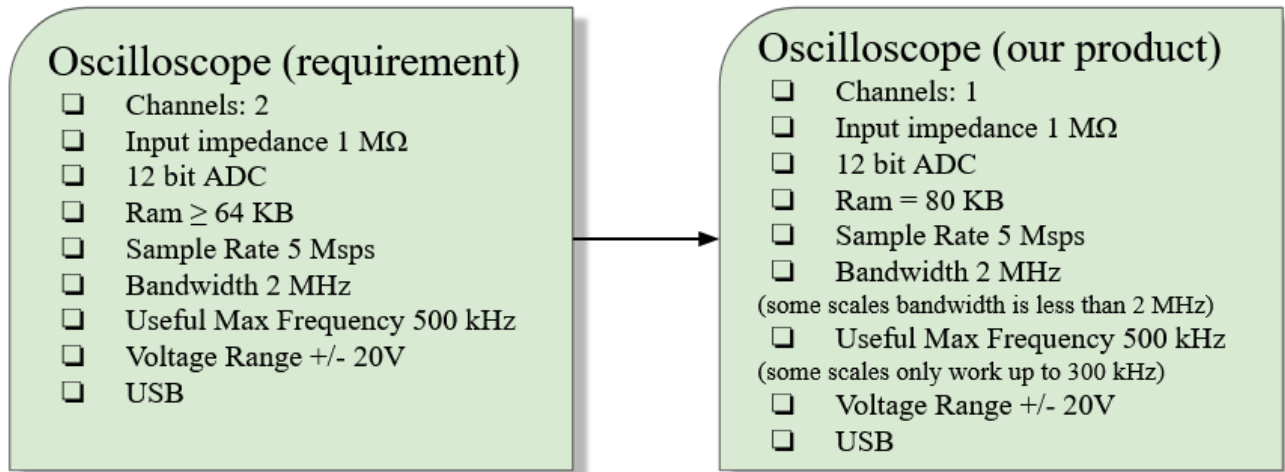 Oscilloscope (requirement)
❏ Channels: 2
❏ Input impedance 1 MΩ
❏ 12 bit ADC
❏ Ram ≥ 64 KB
❏ Sample Rate 5 Msps
❏ Bandwidth 2 MHz
❏ Useful Max Frequency 500 kHz
❏ Voltage Range +/- 20V
❏ USB
Oscilloscope (our product)
❏ Channels: 1
❏ Input impedance 1 MΩ
❏ 12 bit ADC
❏ Ram = 80 KB
❏ Sample Rate 5 Msps
❏ Bandwidth 2 MHz
(some scales bandwidth is less than 2 MHz)
❏ Useful Max Frequency 500 kHz
(some scales only work up to 300 kHz)
❏ Voltage Range +/- 20V
❏ USB